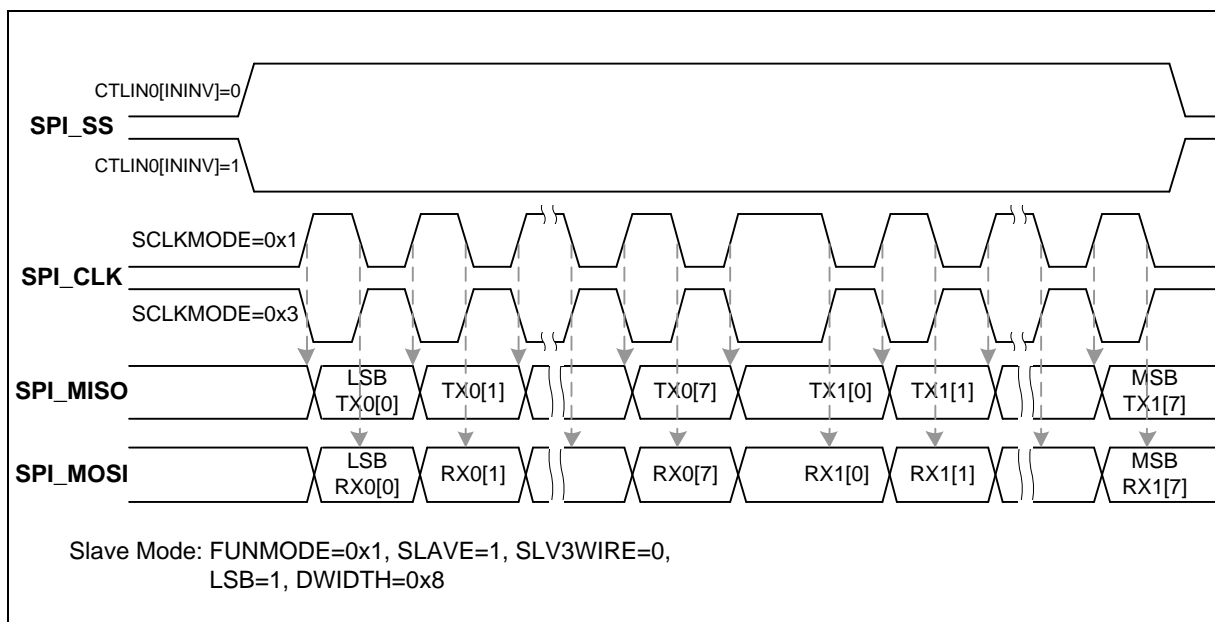 CTLIN0[ININV]=0
SPI_SS
CTLIN0[ININV]=1
SCLKMODE=0x1
SPI_CLK
SCLKMODE=0x3
SPI_MISO
LSB
TX0[0]
TX0[1]
TX0[7]
TX1[0]
TX1[1]
MSB
TX1[7]
SPI_MOSI
LSB
RX0[0]
RX0[1]
RX0[7]
RX1[0]
RX1[1]
MSB
RX1[7]
Slave Mode: FUNMODE=0x1, SLAVE=1, SLV3WIRE=0,
LSB=1, DWIDTH=0x8